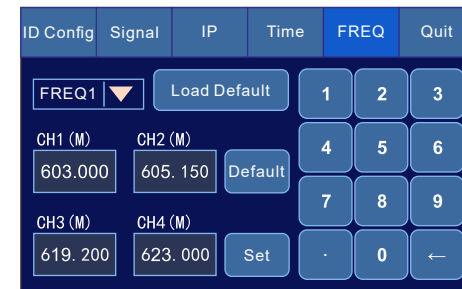 ID Config Signal IP Time FREQ Quit
FREQ1 Load Default 1 2 3
CH1 (M) CH2 (M)
4 5 6
603.000 605.150 Default
7 8 9
CH3 (M) CH4 (M)
619.200 623.000 Set . 0 ←